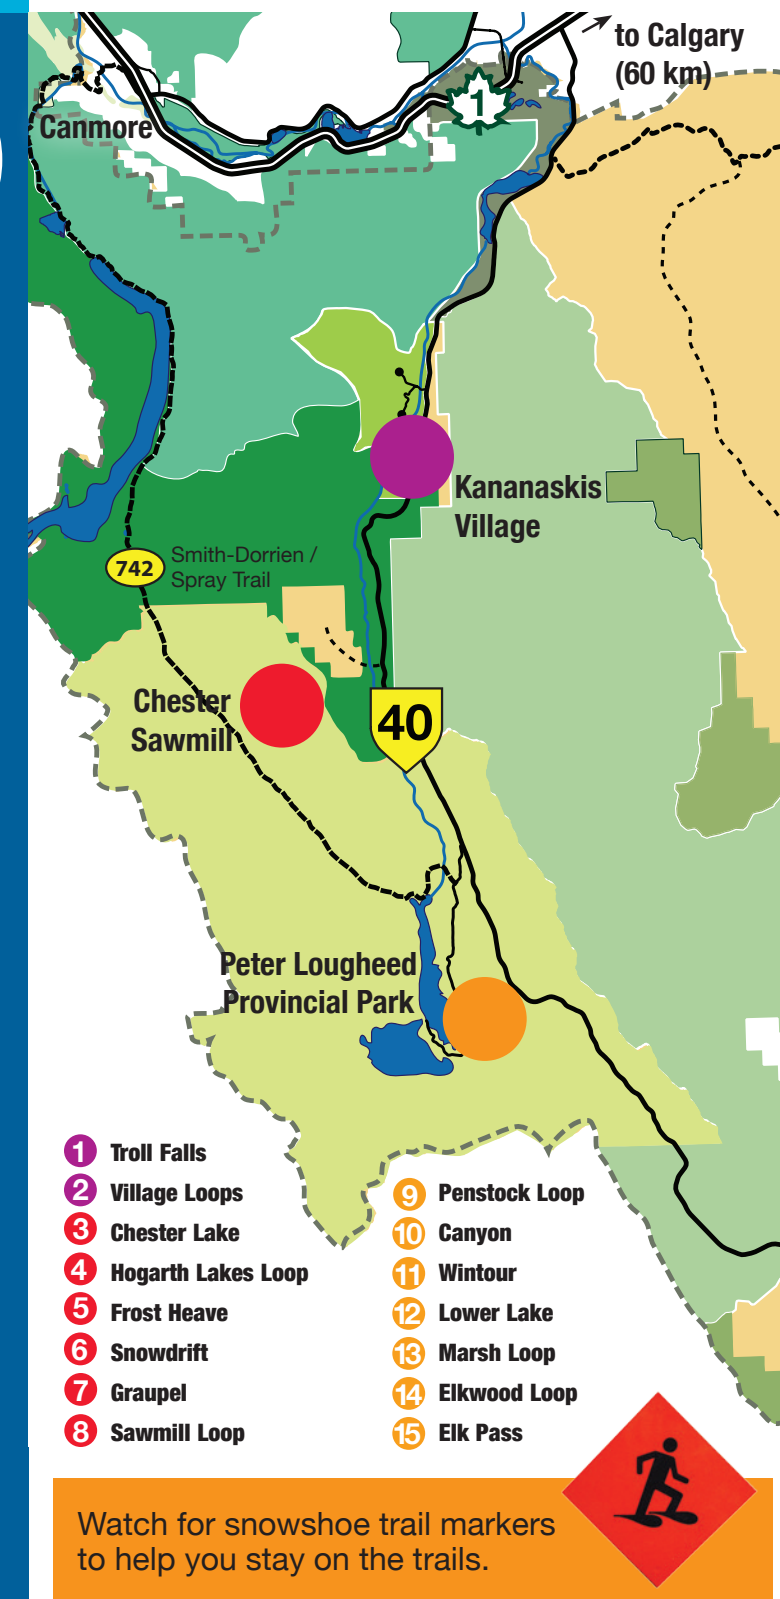 to Calgary
(60 km)
1
Canmore
Kananaskis
Village
742
Smith-Dorrien /
Spray Trail
Chester
Sawmill
40
Peter Lougheed
Provincial Park
1 Troll Falls
2 Village Loops
3 Chester Lake
4 Hogarth Lakes Loop
5 Frost Heave
6 Snowdrift
7 Graupel
8 Sawmill Loop
9 Penstock Loop
10 Canyon
11 Wintour
12 Lower Lake
13 Marsh Loop
14 Elkwood Loop
15 Elk Pass
Watch for snowshoe trail markers
to help you stay on the trails.